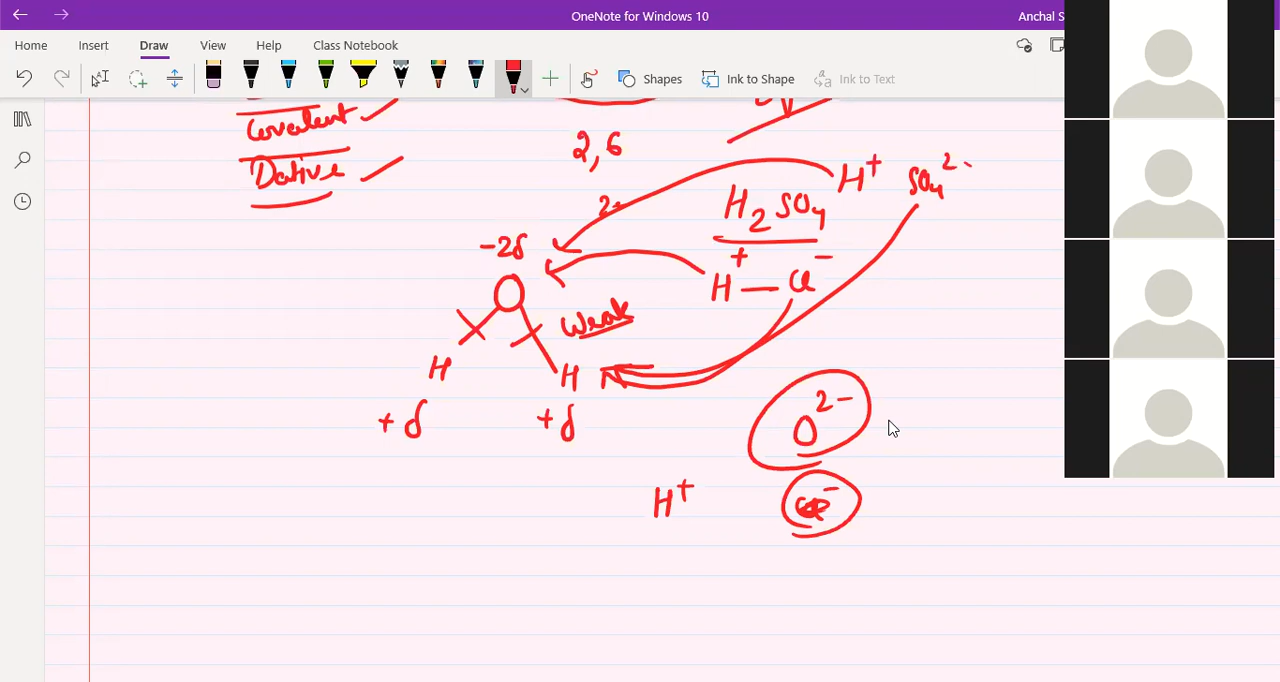 OneNote for Windows 10
Anchal S
Home Insert Draw View Help Class Notebook
Shapes Ink to Shape Ink to Text
Covalent
Dative
2, 6
H+ SO4 2-
H2SO4
2-
-2δ
+ -
H — Cl
O
Weak
H H
+δ +δ
O 2-
H+